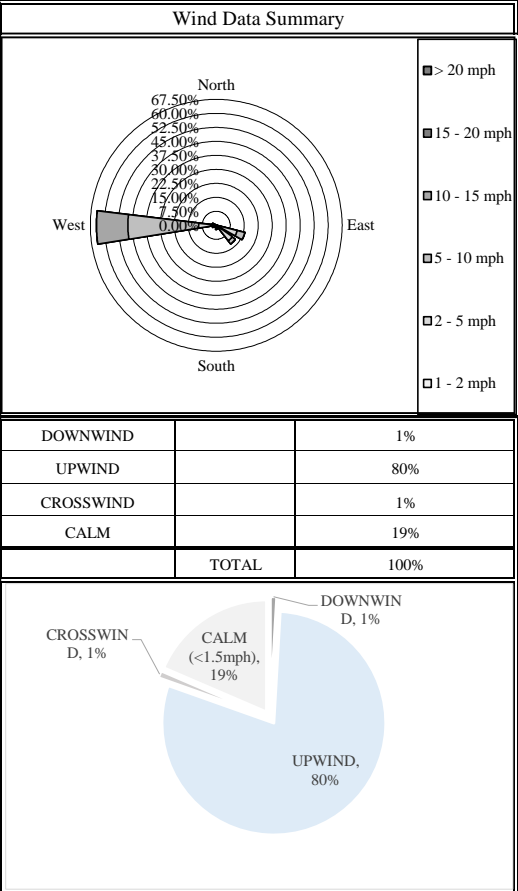 Wind Data Summary
North
67.50%
60.00%
52.50%
45.00%
37.50%
30.00%
22.50%
15.00%
7.50%
0.00%
West
East
South
> 20 mph
15 - 20 mph
10 - 15 mph
5 - 10 mph
2 - 5 mph
1 - 2 mph
DOWNWIND 1%
UPWIND 80%
CROSSWIND 1%
CALM 19%
TOTAL 100%
DOWNWIN
D, 1%
CROSSWIN
D, 1%
CALM
(<1.5mph),
19%
UPWIND,
80%